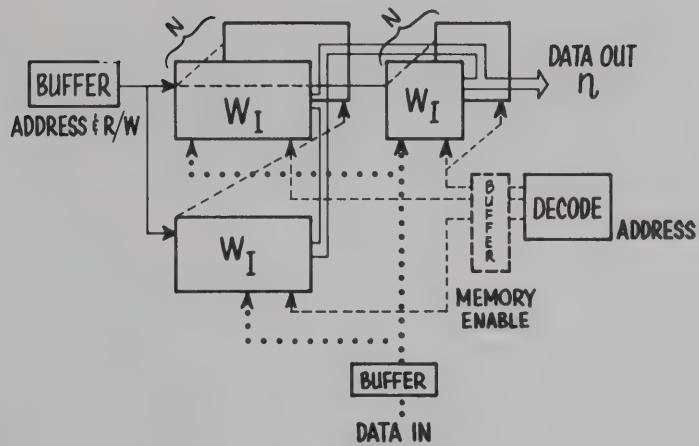 N
N
BUFFER
ADDRESS & R/W
W_I
W_I
DATA OUT
η
W_I
BUFFER
DECODE
ADDRESS
MEMORY
ENABLE
BUFFER
DATA IN